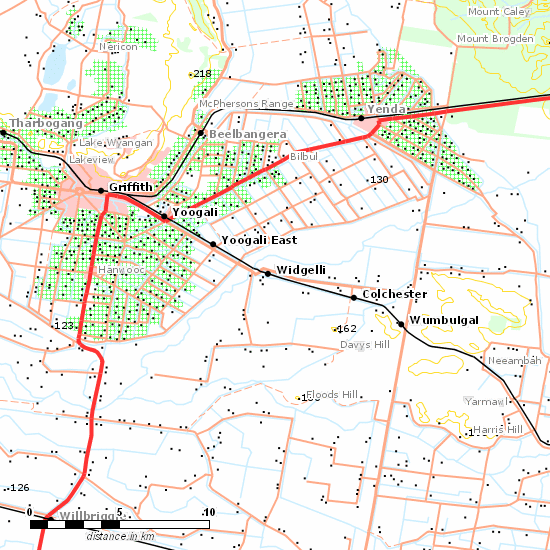 Mount Caley
Mount Brogden
Nericon
218
McPhersons Range
Yenda
Tharbogang
Beelbangera
Lake Wyangan
Lakeview
Bilbul
130
Griffith
Yoogali
Yoogali East
Hanwood
Widgelli
Colchester
123
162
Wumbulgal
Davys Hill
Neeambah
Floods Hill
Yarmawl
Harris Hill
126
Willbriggie
0 5 10
distance in km